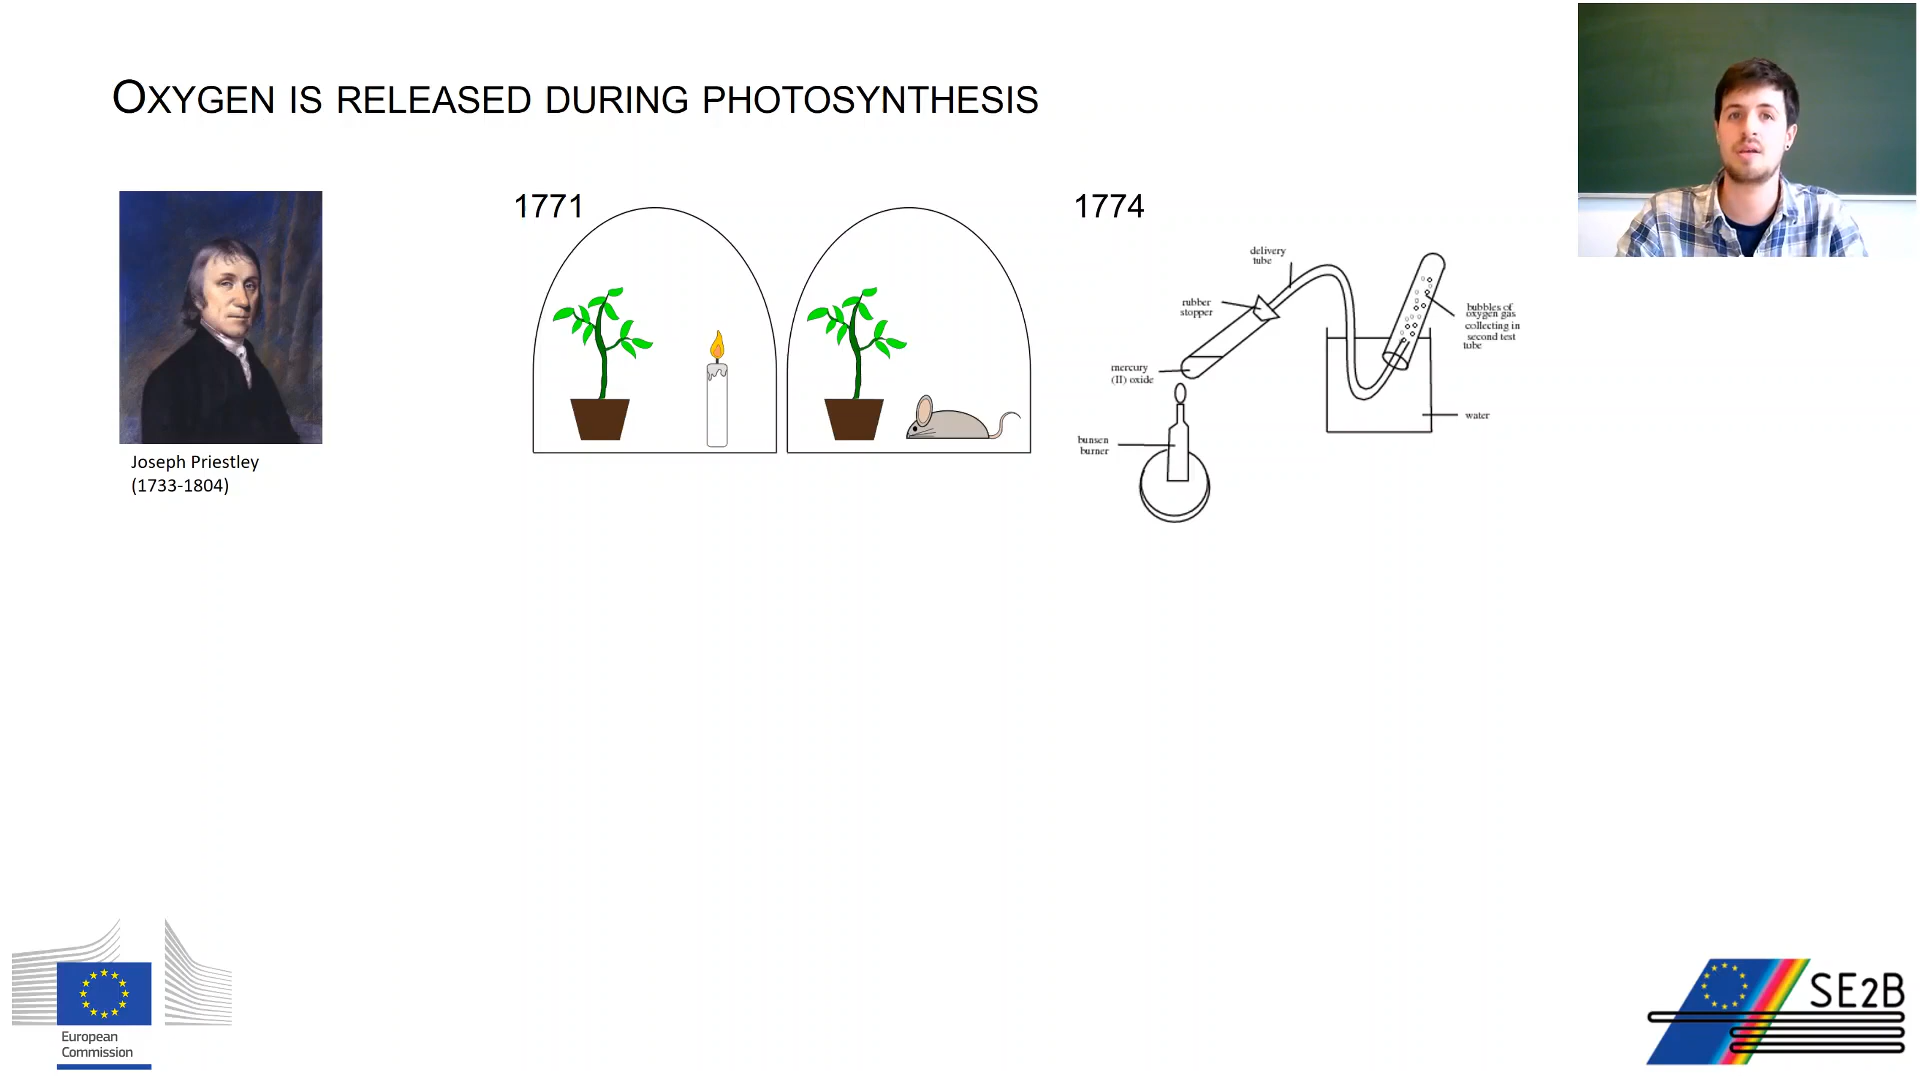 OXYGEN IS RELEASED DURING PHOTOSYNTHESIS
Joseph Priestley
(1733-1804)
1771
1774
delivery
tube
rubber
stopper
mercury
(II) oxide
bunsen
burner
bubbles of
oxygen gas
collecting in
second test
tube
water
European
Commission
SE2B